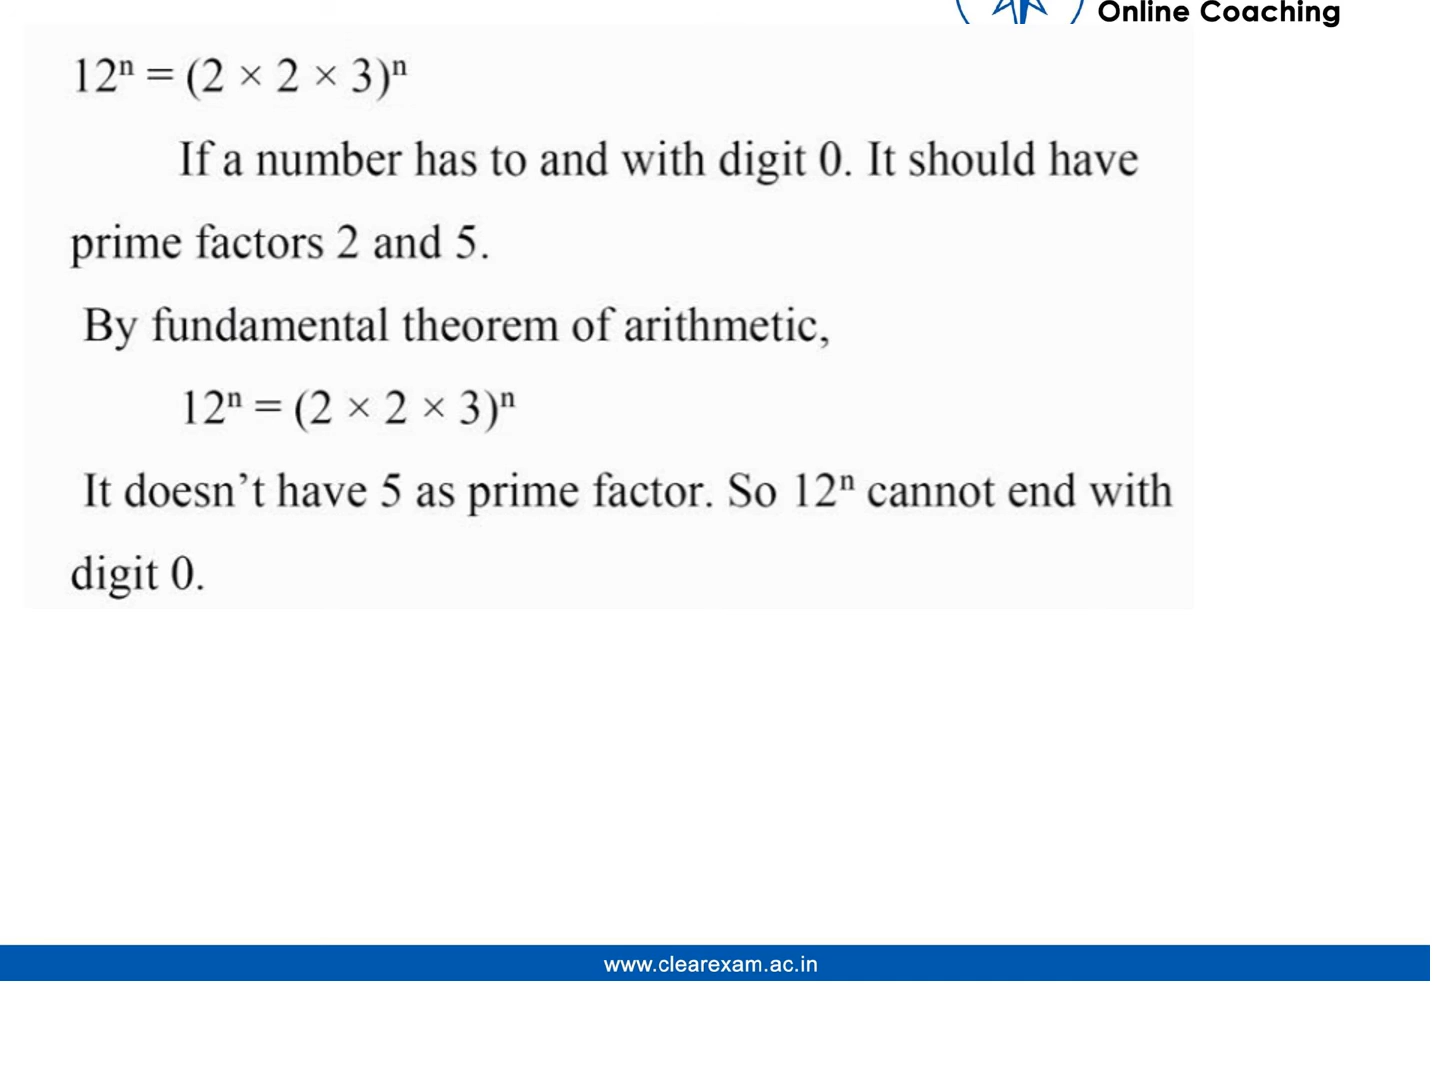 Online Coaching
12ⁿ = (2 × 2 × 3)ⁿ
If a number has to and with digit 0. It should have
prime factors 2 and 5.
By fundamental theorem of arithmetic,
12ⁿ = (2 × 2 × 3)ⁿ
It doesn’t have 5 as prime factor. So 12ⁿ cannot end with
digit 0.
www.clearexam.ac.in